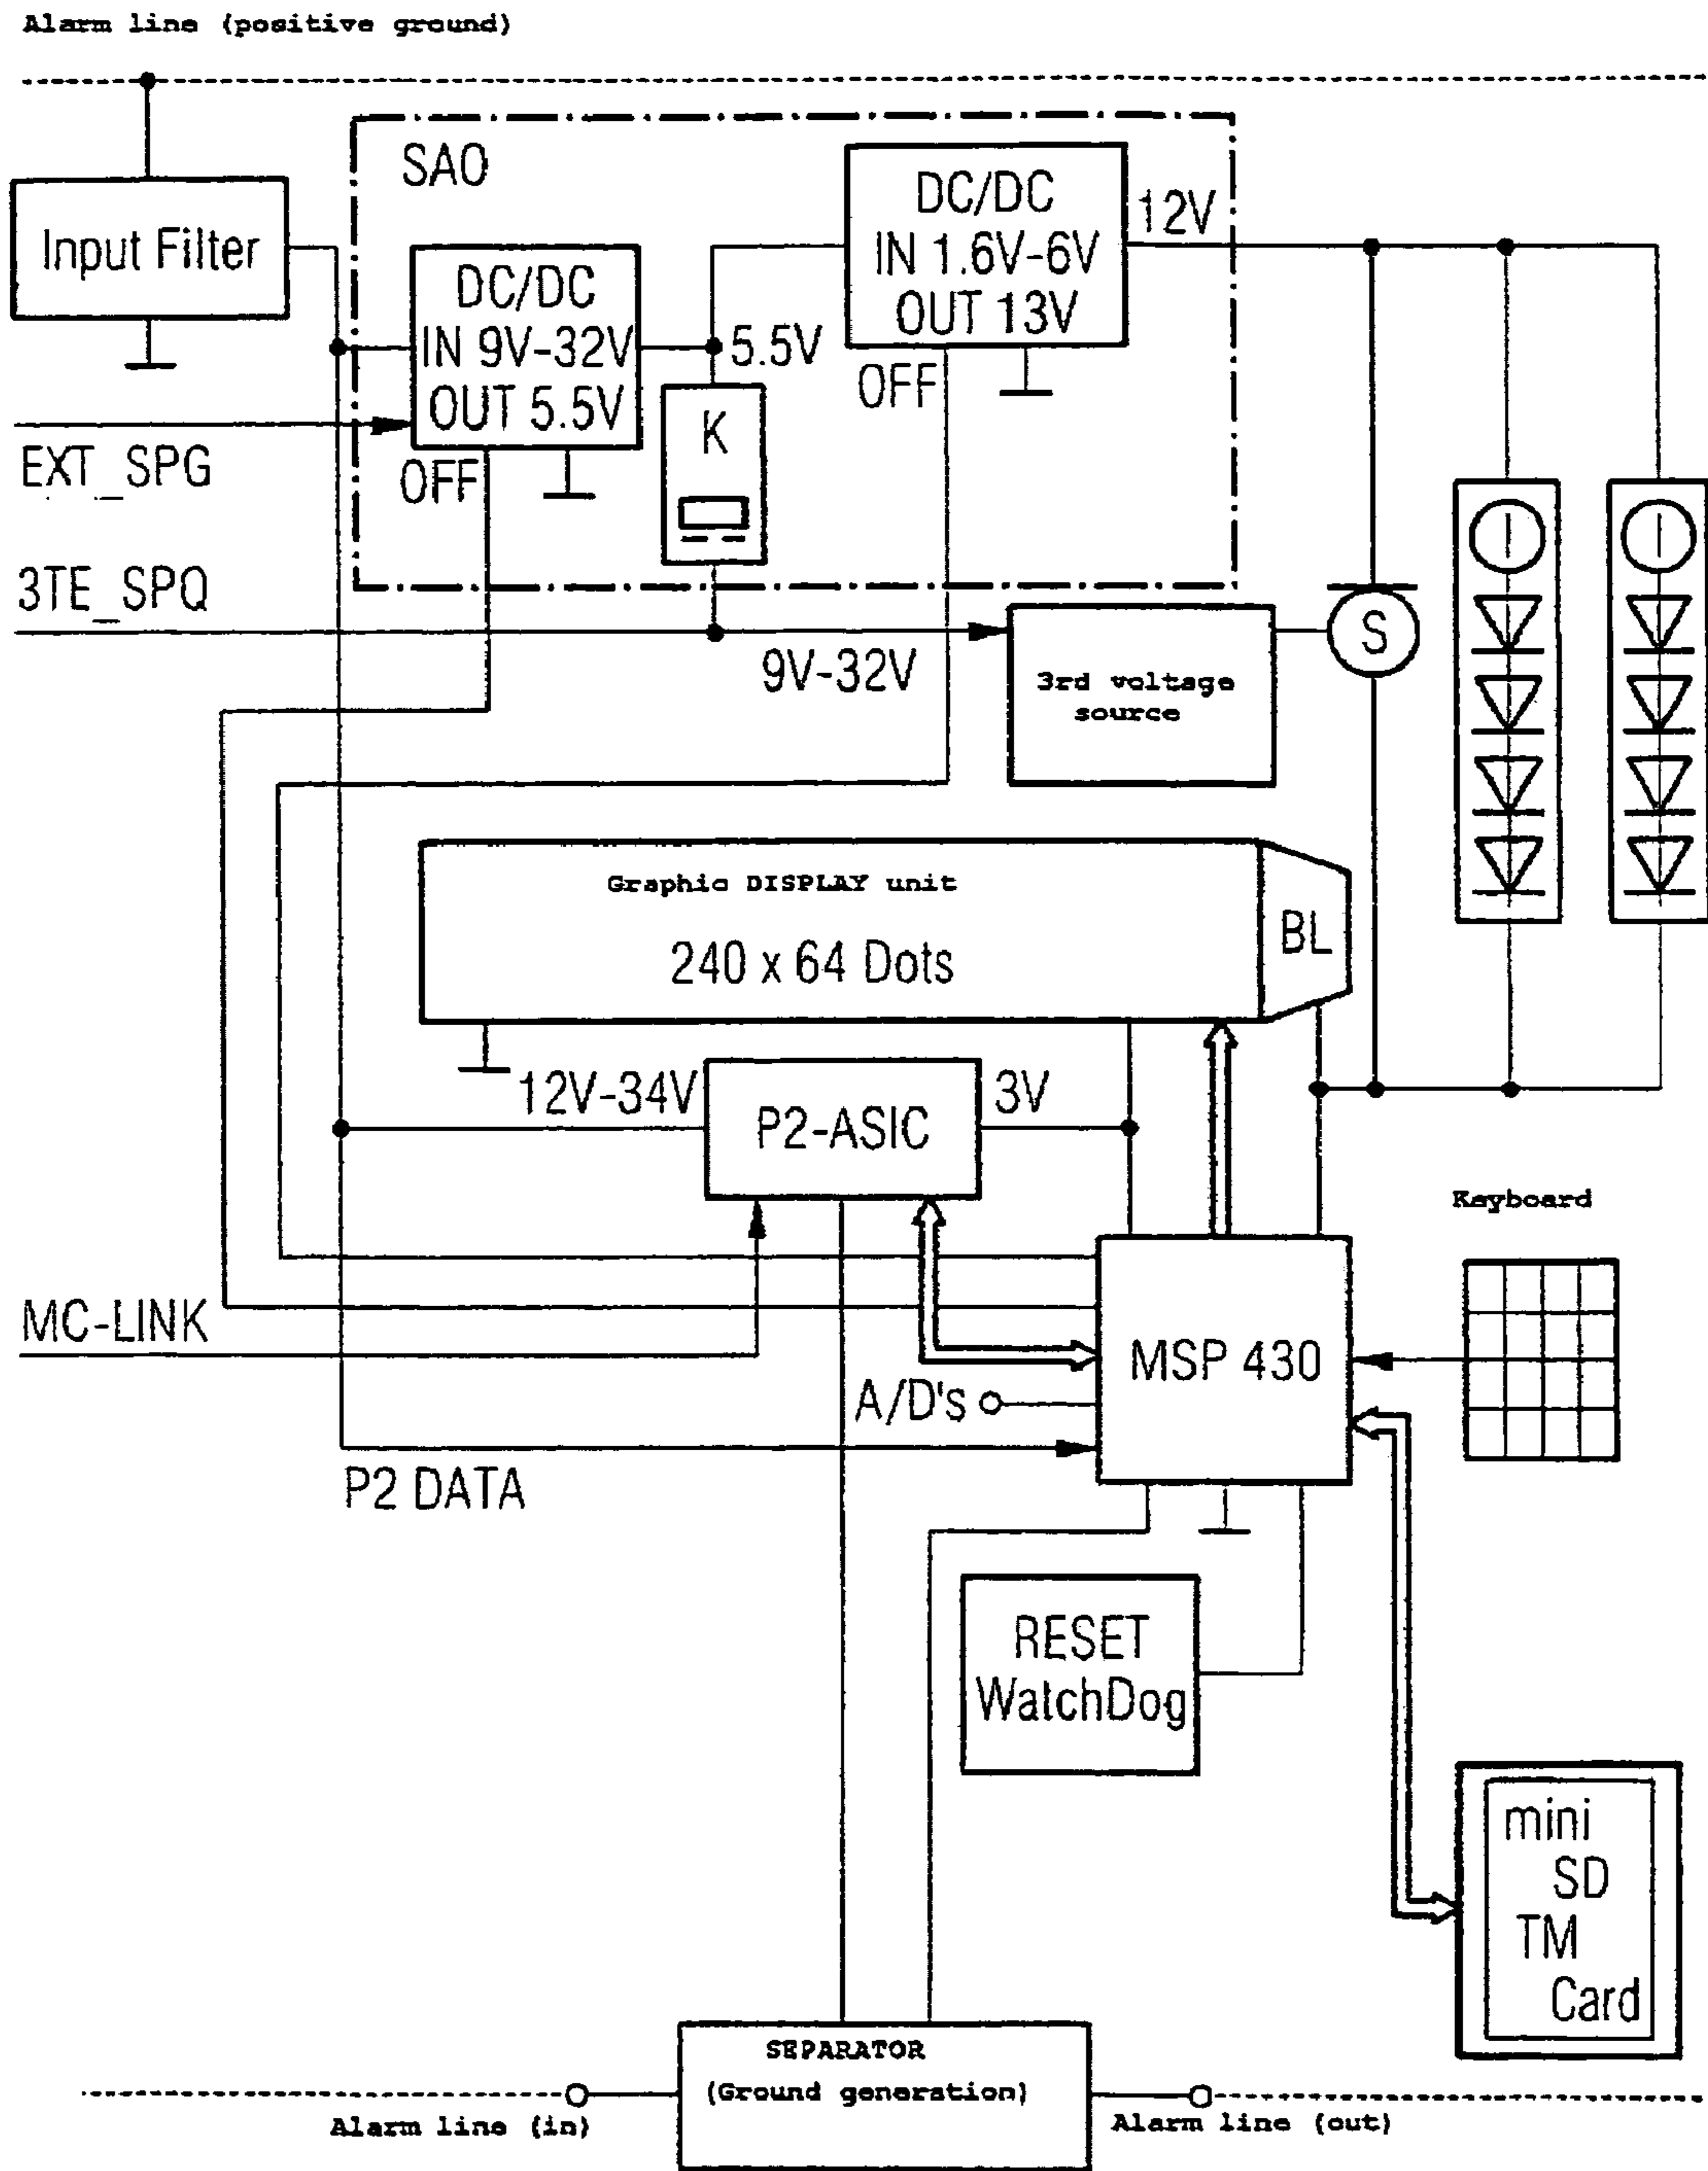 Alarm line (positive ground)
SAO
DC/DC
IN 1.6V-6V
OUT 13V
12V
Input Filter
DC/DC
IN 9V-32V
OUT 5.5V
5.5V
OFF
K
EXT_SPG
OFF
3TE_SPQ
9V-32V
3rd voltage
source
S
Graphic DISPLAY unit
240 x 64 Dots
BL
12V-34V
P2-ASIC
3V
Keyboard
MC-LINK
MSP 430
A/D's
P2 DATA
RESET
WatchDog
mini
SD
TM
Card
SEPARATOR
(Ground generation)
Alarm line (in)
Alarm line (out)